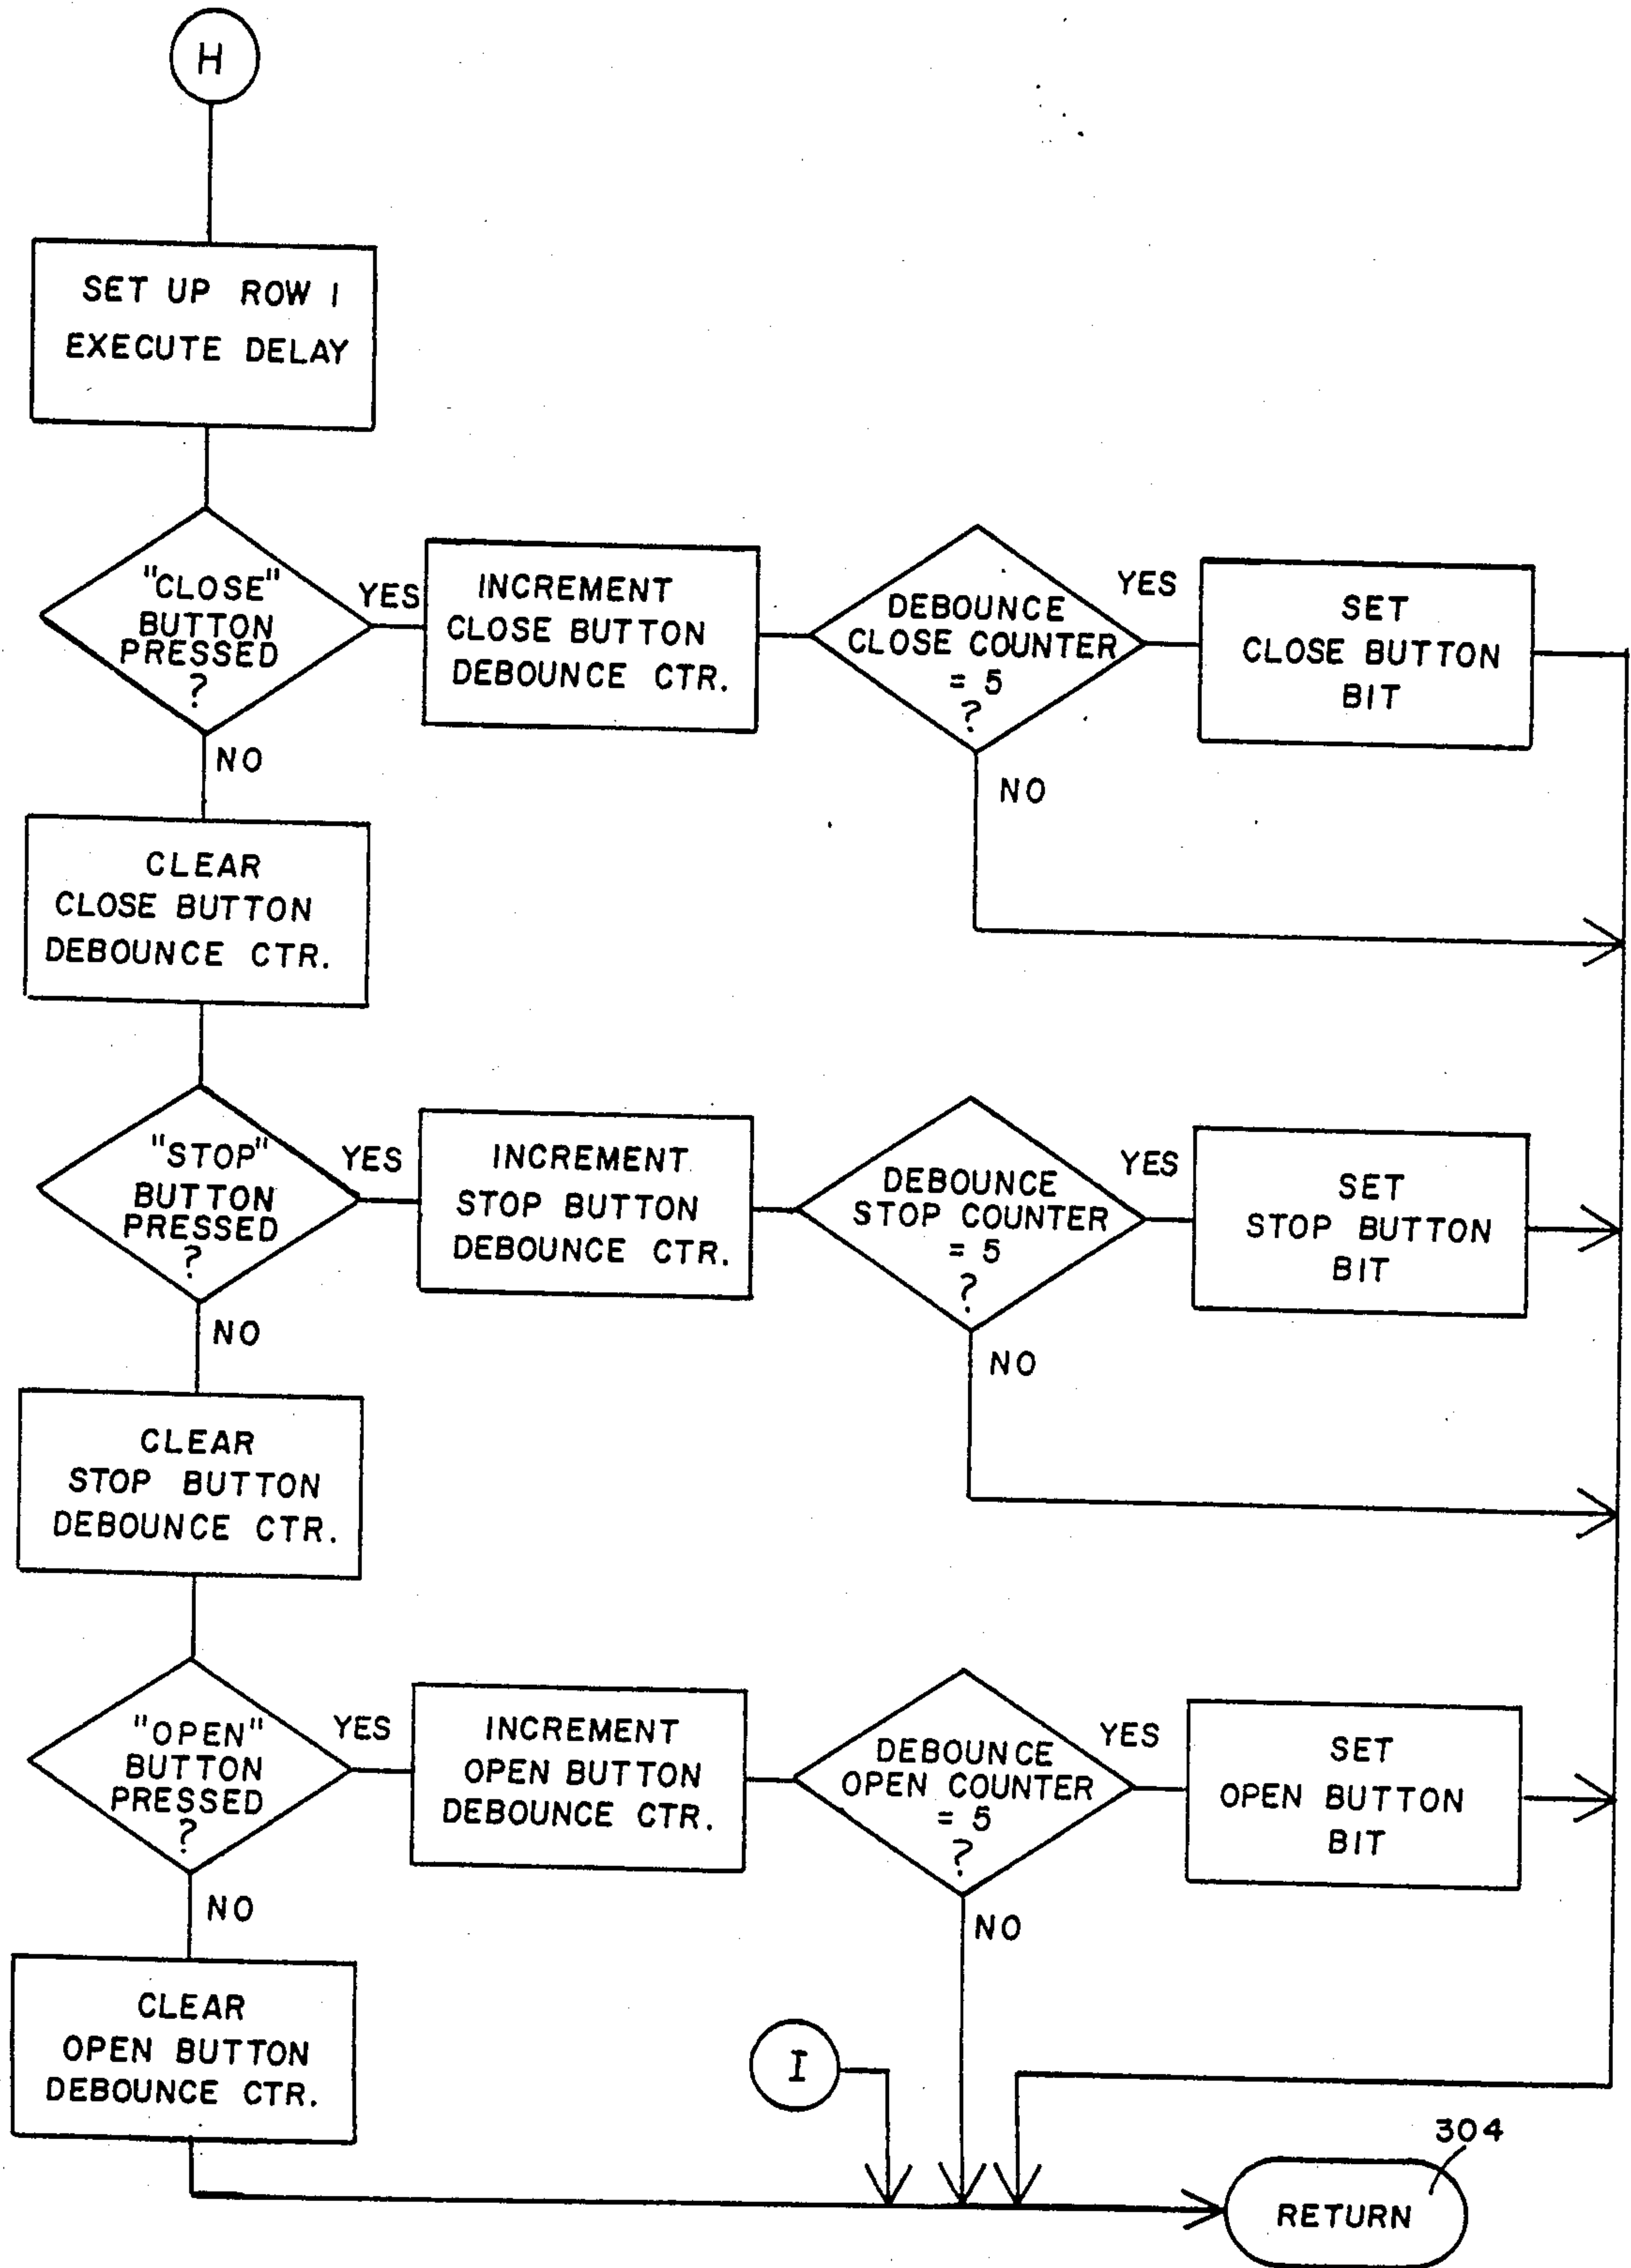 H
SET UP ROW 1
EXECUTE DELAY
"CLOSE"
BUTTON
PRESSED
?
YES
INCREMENT
CLOSE BUTTON
DEBOUNCE CTR.
DEBOUNCE
CLOSE COUNTER
= 5
?
YES
SET
CLOSE BUTTON
BIT
NO
NO
CLEAR
CLOSE BUTTON
DEBOUNCE CTR.
"STOP"
BUTTON
PRESSED
?
YES
INCREMENT
STOP BUTTON
DEBOUNCE CTR.
DEBOUNCE
STOP COUNTER
= 5
?
YES
SET
STOP BUTTON
BIT
NO
NO
CLEAR
STOP BUTTON
DEBOUNCE CTR.
"OPEN"
BUTTON
PRESSED
?
YES
INCREMENT
OPEN BUTTON
DEBOUNCE CTR.
DEBOUNCE
OPEN COUNTER
= 5
?
YES
SET
OPEN BUTTON
BIT
NO
NO
CLEAR
OPEN BUTTON
DEBOUNCE CTR.
I
304
RETURN